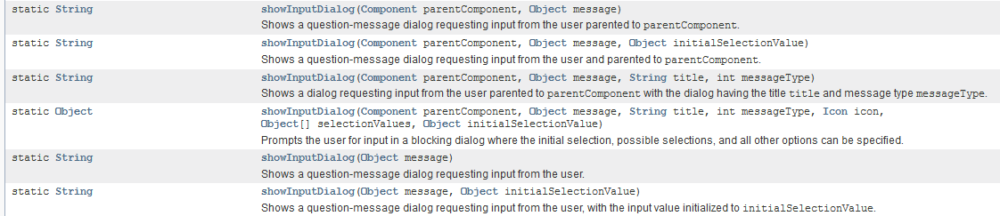 static String showInputDialog(Component parentComponent, Object message)
Shows a question-message dialog requesting input from the user parented to parentComponent.
static String showInputDialog(Component parentComponent, Object message, Object initialSelectionValue)
Shows a question-message dialog requesting input from the user and parented to parentComponent.
static String showInputDialog(Component parentComponent, Object message, String title, int messageType)
Shows a dialog requesting input from the user parented to parentComponent with the dialog having the title title and message type messageType.
static Object showInputDialog(Component parentComponent, Object message, String title, int messageType, Icon icon,
Object[] selectionValues, Object initialSelectionValue)
Prompts the user for input in a blocking dialog where the initial selection, possible selections, and all other options can be specified.
static String showInputDialog(Object message)
Shows a question-message dialog requesting input from the user.
static String showInputDialog(Object message, Object initialSelectionValue)
Shows a question-message dialog requesting input from the user, with the input value initialized to initialSelectionValue.